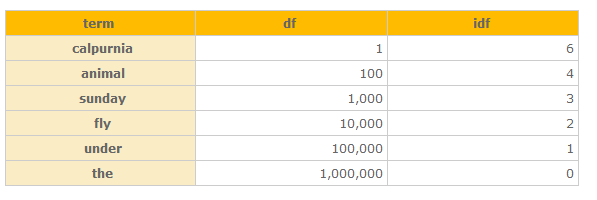 term df idf
calpurnia 1 6
animal 100 4
sunday 1,000 3
fly 10,000 2
under 100,000 1
the 1,000,000 0